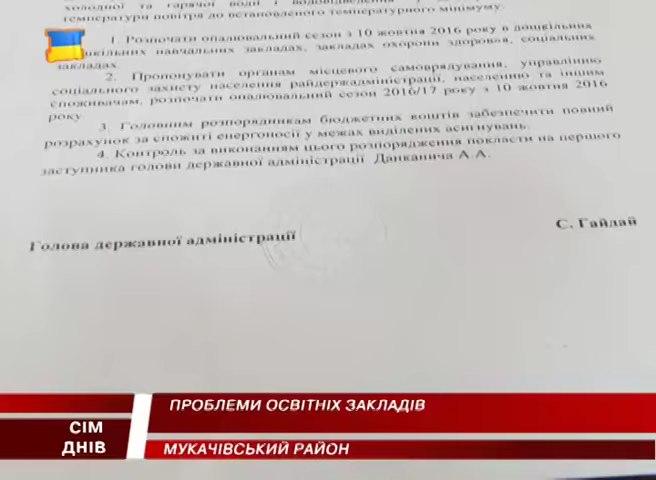 холодної та гарячої води і водовідведення
температури повітря до встановленого температурного мінімуму.
1. Розпочати опалювальний сезон з 10 жовтня 2016 року в дошкільних
навчальних закладах, закладах охорони здоров»я, соціальних
закладах.
2. Пропонувати органам місцевого самоврядування, управлінню
соціального захисту населення райдержадміністрації, населенню та іншим
споживачам, розпочати опалювальний сезон 2016/17 року з 10 жовтня 2016
року
3. Головним розпорядникам бюджетних коштів забезпечити повний
розрахунок за спожиті енергоносії у межах виділених асигнувань.
4. Контроль за виконанням цього розпорядження покласти на першого
заступника голови державної адміністрації Данканича А.А.
Голова державної адміністрації
С. Гайдай
ПРОБЛЕМИ ОСВІТНІХ ЗАКЛАДІВ
СІМ
ДНІВ
МУКАЧІВСЬКИЙ РАЙОН